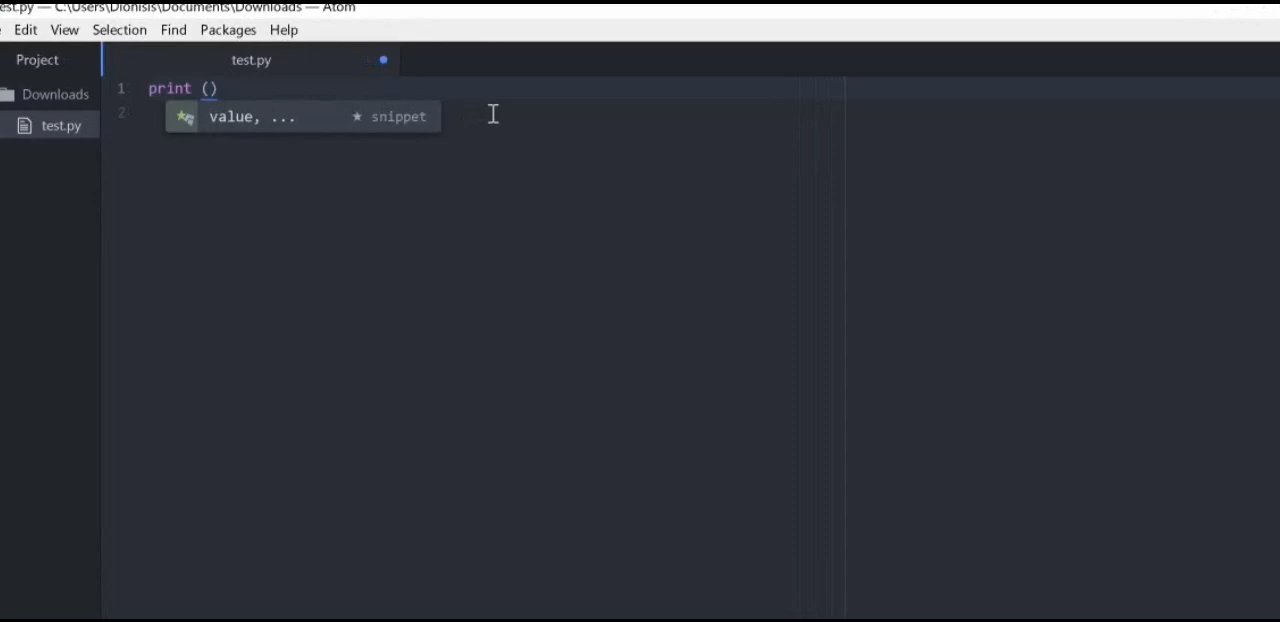 est.py — C:\Users\Dionisis\Documents\Downloads — Atom
Edit View Selection Find Packages Help
Project
test.py
Downloads
test.py
1 print ()
2
value, ... snippet